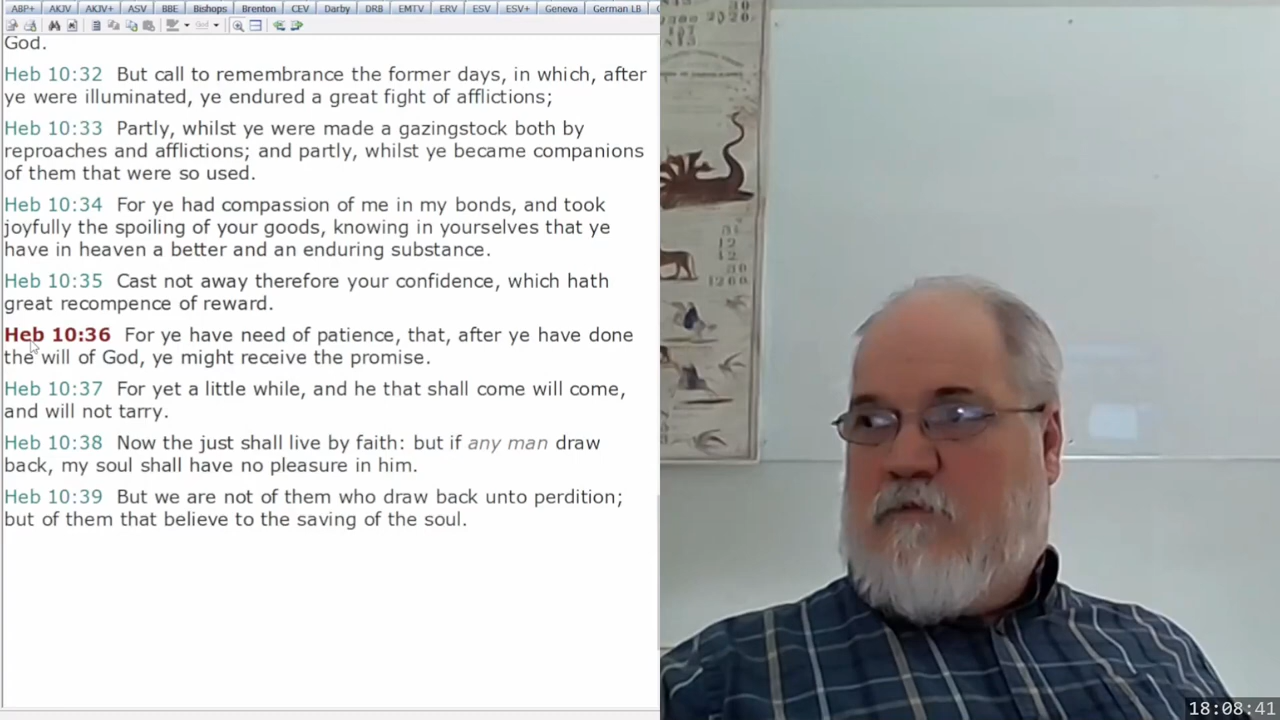 ABP+ AKJV AKJV+ ASV BBE Bishops Brenton CEV Darby DRB EMTV ERV ESV ESV+ Geneva German LB
God.
Heb 10:32 But call to remembrance the former days, in which, after
ye were illuminated, ye endured a great fight of afflictions;
Heb 10:33 Partly, whilst ye were made a gazingstock both by
reproaches and afflictions; and partly, whilst ye became companions
of them that were so used.
Heb 10:34 For ye had compassion of me in my bonds, and took
joyfully the spoiling of your goods, knowing in yourselves that ye
have in heaven a better and an enduring substance.
Heb 10:35 Cast not away therefore your confidence, which hath
great recompence of reward.
Heb 10:36 For ye have need of patience, that, after ye have done
the will of God, ye might receive the promise.
Heb 10:37 For yet a little while, and he that shall come will come,
and will not tarry.
Heb 10:38 Now the just shall live by faith: but if any man draw
back, my soul shall have no pleasure in him.
Heb 10:39 But we are not of them who draw back unto perdition;
but of them that believe to the saving of the soul.
30
12
30
1260
18:08:41